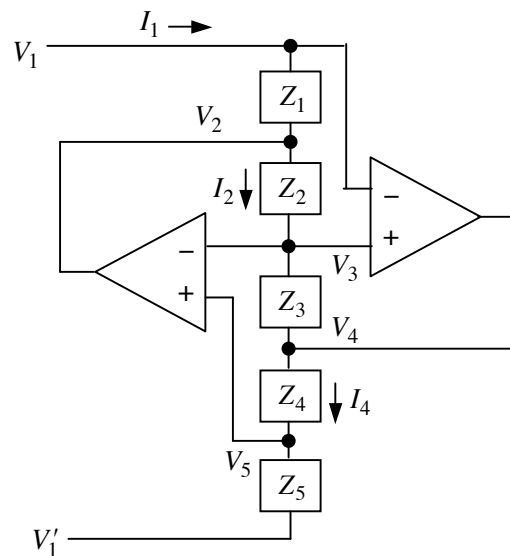 I₁
V₁
Z₁
V₂
I₂
Z₂
−
+
−
+
V₃
Z₃
V₄
Z₄
I₄
V₅
Z₅
V₁′